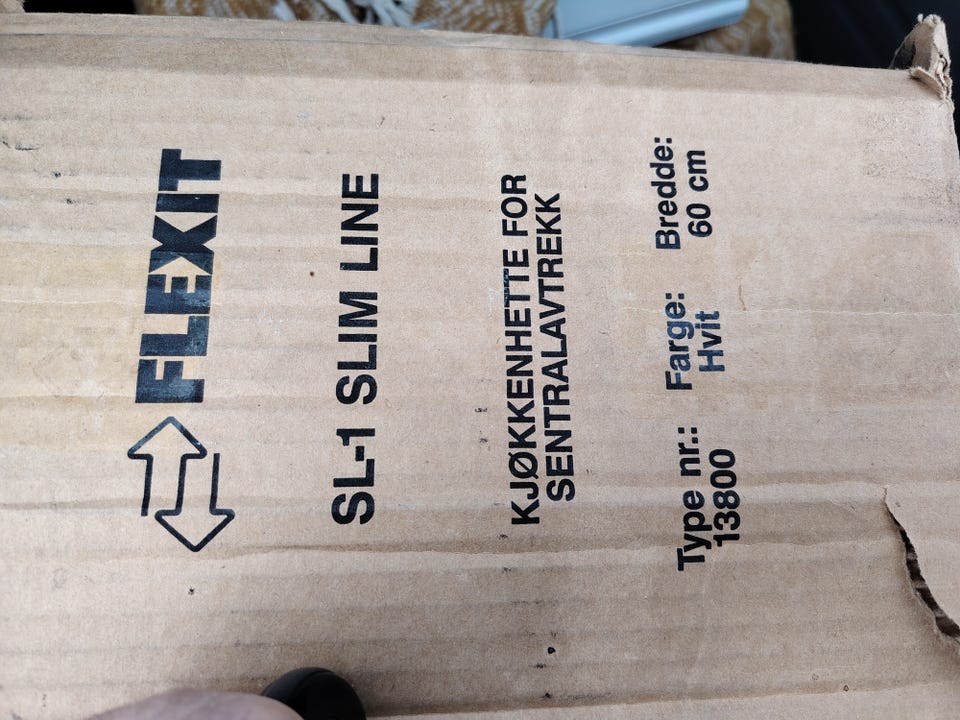 FLEXIT
SL-1 SLIM LINE
KJØKKENHETTE FOR
SENTRALAVTREKK
Type nr.: Farge: Bredde:
13800 Hvit 60 cm